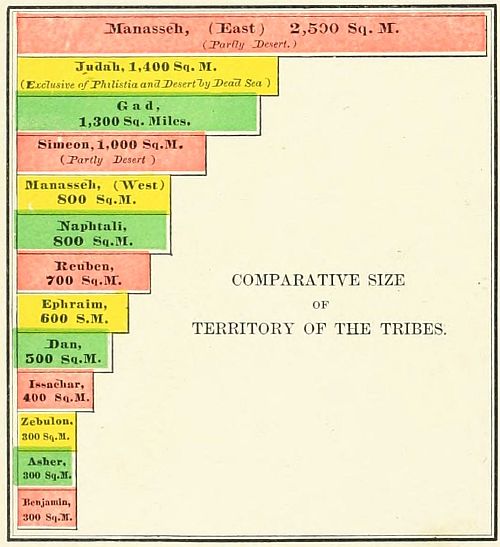 Manasseh, (East) 2,500 Sq. M.
(Partly Desert.)
Judah, 1,400 Sq. M.
(Exclusive of Philistia and Desert by Dead Sea)
Gad,
1,300 Sq. Miles.
Simeon, 1,000 Sq.M.
(Partly Desert)
Manasseh, (West)
800 Sq.M.
Naphtali,
800 Sq.M.
Reuben,
700 Sq.M.
Ephraim,
600 S.M.
Dan,
500 Sq.M.
Issachar,
400 Sq.M.
Zebulon,
300 Sq.M.
Asher,
300 Sq.M.
Benjamin,
300 Sq.M.
COMPARATIVE SIZE
OF
TERRITORY OF THE TRIBES.